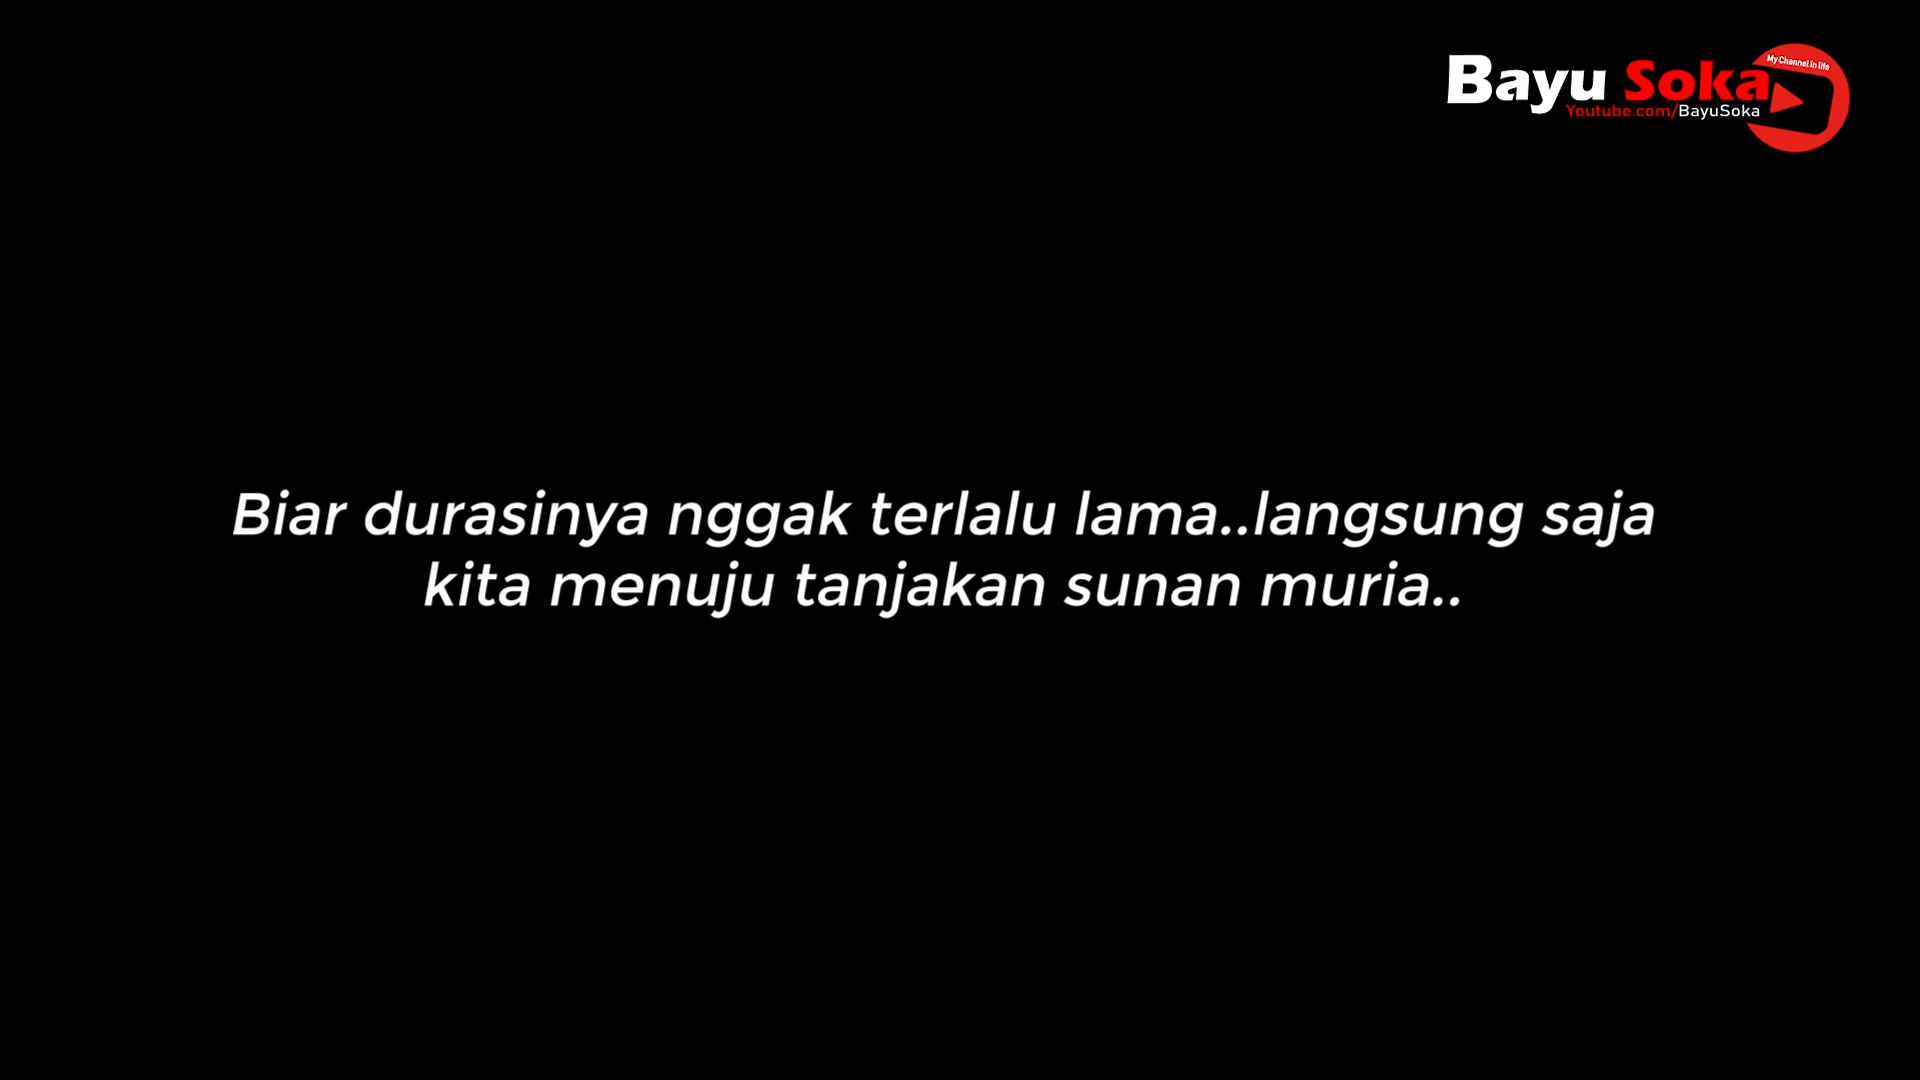 Bayu Soka
My Channel in life
Youtube.com/BayuSoka
Biar durasinya nggak terlalu lama..langsung saja
kita menuju tanjakan sunan muria..